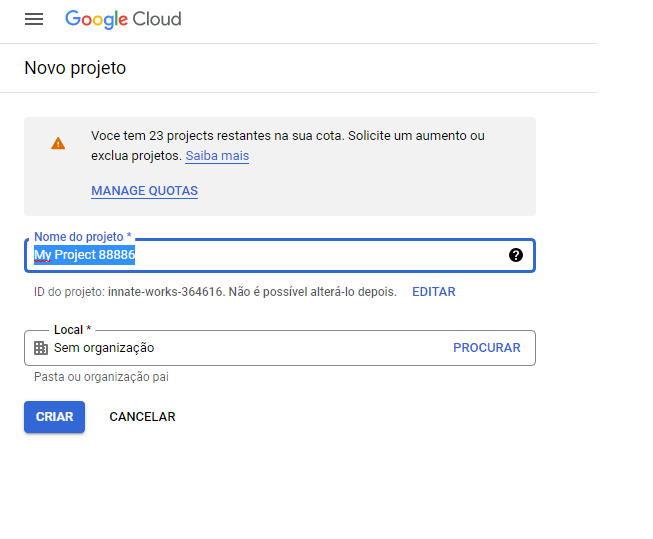 Google Cloud
Novo projeto
Voce tem 23 projects restantes na sua cota. Solicite um aumento ou
exclua projetos. Saiba mais
MANAGE QUOTAS
Nome do projeto *
My Project 88886
ID do projeto: innate-works-364616. Não é possível alterá-lo depois. EDITAR
Local *
Sem organização PROCURAR
Pasta ou organização pai
CRIAR CANCELAR